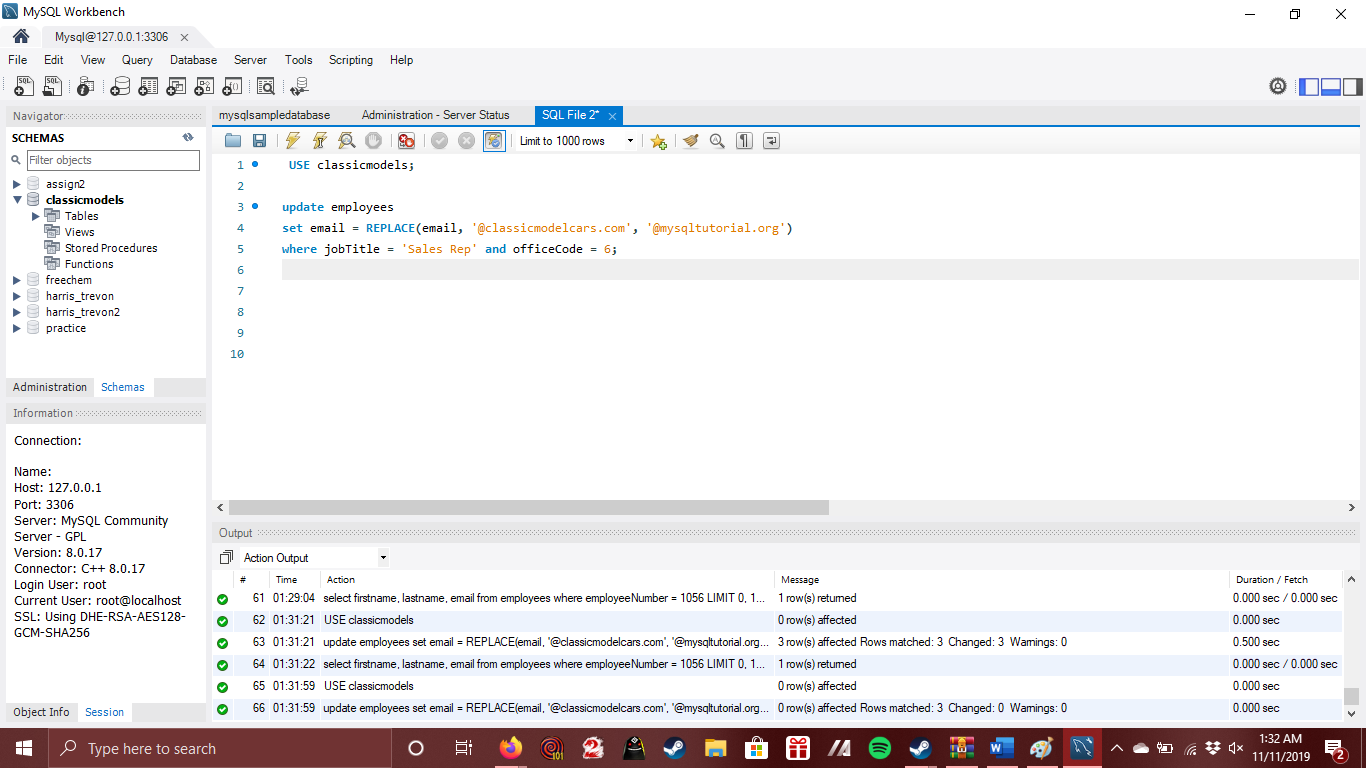 MySQL Workbench
Mysql@127.0.0.1:3306
File Edit View Query Database Server Tools Scripting Help
Navigator
SCHEMAS
Filter objects
assign2
classicmodels
Tables
Views
Stored Procedures
Functions
freechem
harris_trevon
harris_trevon2
practice
Administration Schemas
Information
Connection:
Name:
Host: 127.0.0.1
Port: 3306
Server: MySQL Community
Server - GPL
Version: 8.0.17
Connector: C++ 8.0.17
Login User: root
Current User: root@localhost
SSL: Using DHE-RSA-AES128-
GCM-SHA256
Object Info Session
mysqlsampledatabase Administration - Server Status SQL File 2*
Limit to 1000 rows
1 USE classicmodels;
2
3 update employees
4 set email = REPLACE(email, '@classicmodelcars.com', '@mysqltutorial.org')
5 where jobTitle = 'Sales Rep' and officeCode = 6;
6
7
8
9
10
Output
Action Output
# Time Action Message Duration / Fetch
61 01:29:04 select firstname, lastname, email from employees where employeeNumber = 1056 LIMIT 0, 1... 1 row(s) returned 0.000 sec / 0.000 sec
62 01:31:21 USE classicmodels 0 row(s) affected 0.000 sec
63 01:31:21 update employees set email = REPLACE(email, '@classicmodelcars.com', '@mysqltutorial.org... 3 row(s) affected Rows matched: 3 Changed: 3 Warnings: 0 0.500 sec
64 01:31:22 select firstname, lastname, email from employees where employeeNumber = 1056 LIMIT 0, 1... 1 row(s) returned 0.000 sec / 0.000 sec
65 01:31:59 USE classicmodels 0 row(s) affected 0.000 sec
66 01:31:59 update employees set email = REPLACE(email, '@classicmodelcars.com', '@mysqltutorial.org... 0 row(s) affected Rows matched: 3 Changed: 0 Warnings: 0 0.000 sec
Type here to search
1:32 AM
11/11/2019
2